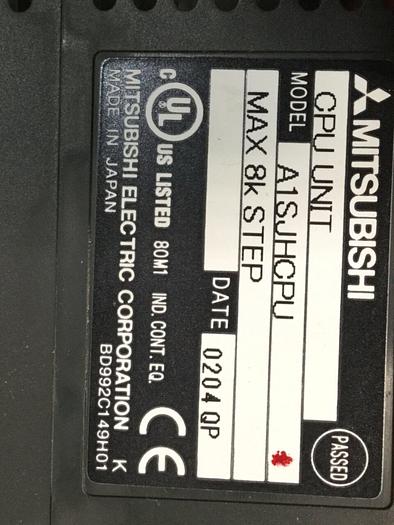 MITSUBISHI
CPU UNIT
PASSED
MODEL A1SJHCPU
MAX 8k STEP
DATE 0204 QP
C UL US LISTED 80M1 IND. CONT. EQ. CE
MITSUBISHI ELECTRIC CORPORATION K
MADE IN JAPAN BD992C149H01